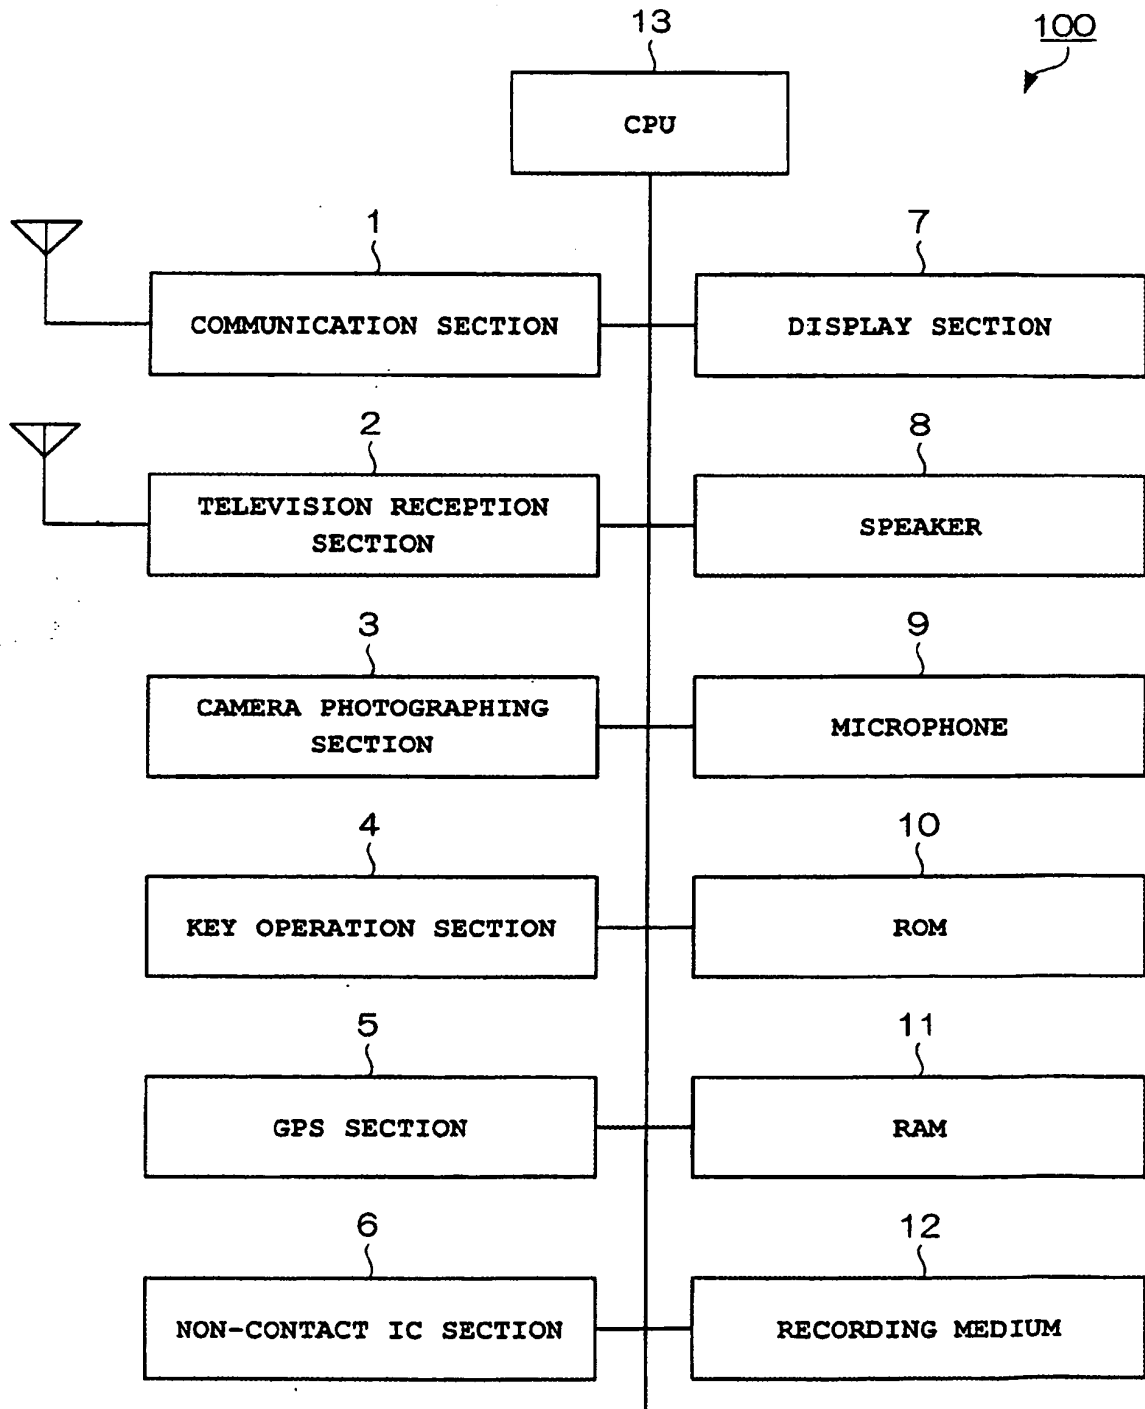 13
100
CPU
1
7
COMMUNICATION SECTION
DISPLAY SECTION
2
8
TELEVISION RECEPTION
SECTION
SPEAKER
3
9
CAMERA PHOTOGRAPHING
SECTION
MICROPHONE
4
10
KEY OPERATION SECTION
ROM
5
11
GPS SECTION
RAM
6
12
NON-CONTACT IC SECTION
RECORDING MEDIUM